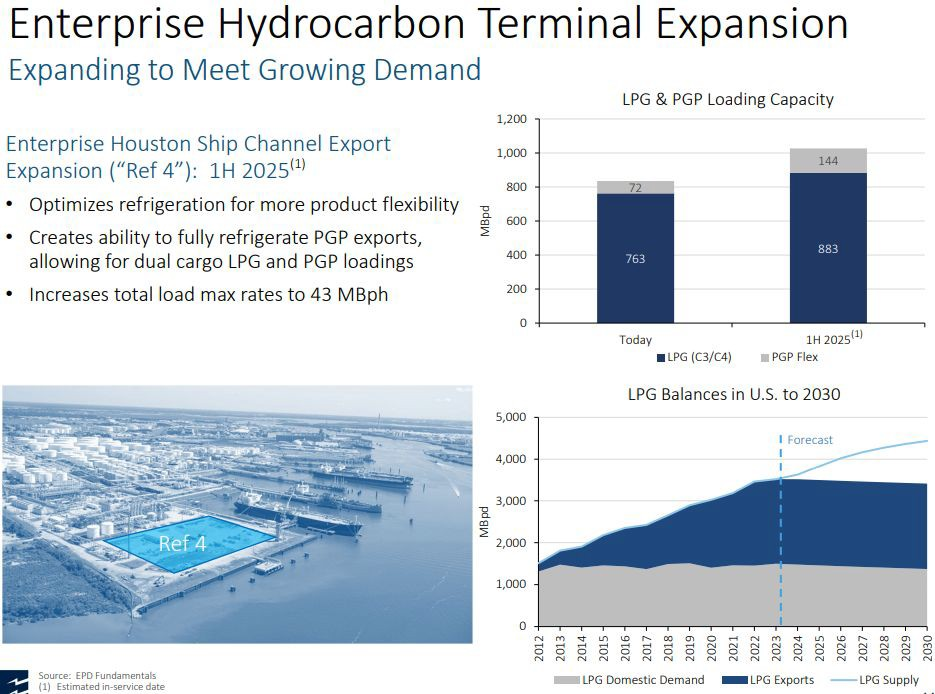 Enterprise Hydrocarbon Terminal Expansion
Expanding to Meet Growing Demand
Enterprise Houston Ship Channel Export
Expansion (“Ref 4”): 1H 2025(1)
• Optimizes refrigeration for more product flexibility
• Creates ability to fully refrigerate PGP exports,
allowing for dual cargo LPG and PGP loadings
• Increases total load max rates to 43 MBph
Ref 4
LPG & PGP Loading Capacity
MBpd
1,200
1,000
800
600
400
200
0
72
763
144
883
Today
1H 2025(1)
LPG (C3/C4)
PGP Flex
LPG Balances in U.S. to 2030
MBpd
5,000
4,000
3,000
2,000
1,000
0
Forecast
2012
2013
2014
2015
2016
2017
2018
2019
2020
2021
2022
2023
2024
2025
2026
2027
2028
2029
2030
LPG Domestic Demand
LPG Exports
LPG Supply
Source: EPD Fundamentals
(1) Estimated in-service date